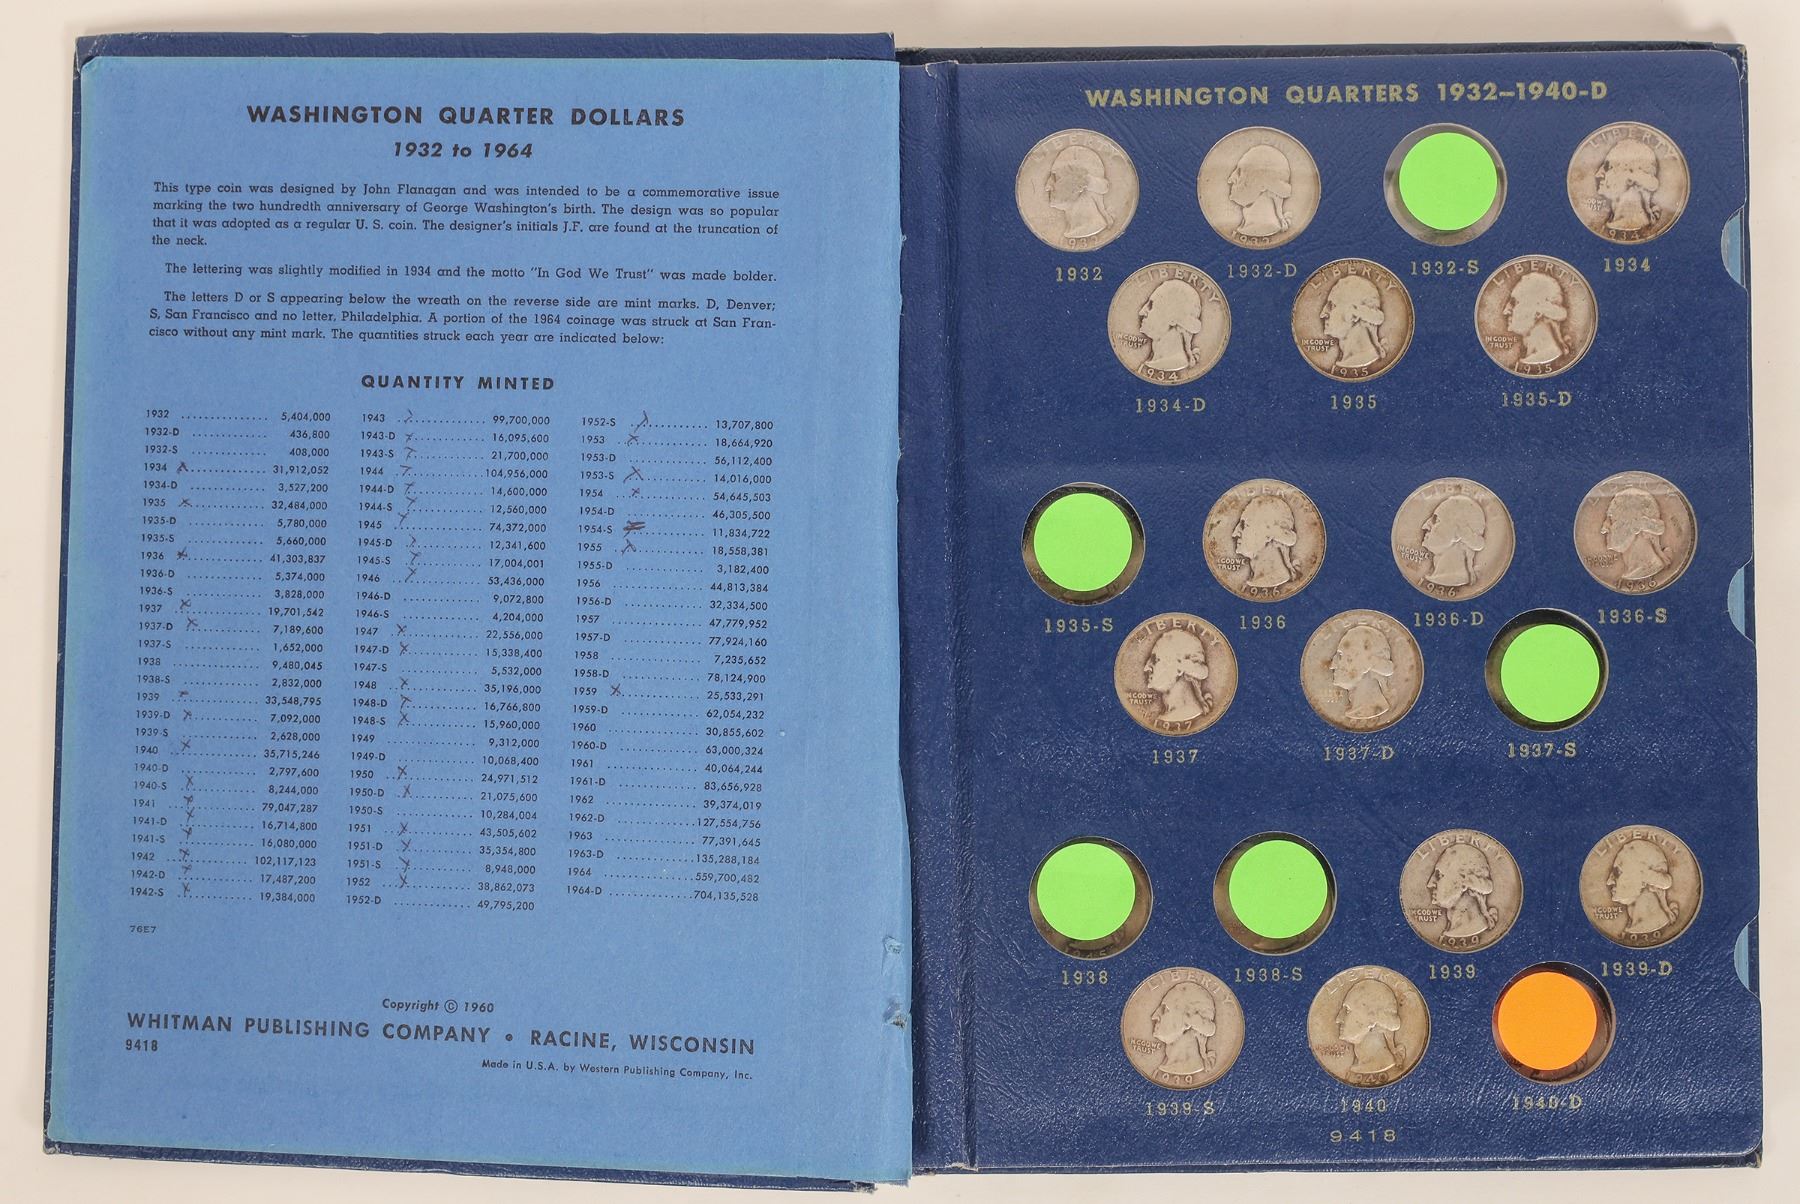 WASHINGTON QUARTER DOLLARS
1932 to 1964
This type coin was designed by John Flanagan and was intended to be a commemorative issue
marking the two hundredth anniversary of George Washington's birth. The design was so popular
that it was adopted as a regular U. S. coin. The designer's initials J.F. are found at the truncation of
the neck.
The lettering was slightly modified in 1934 and the motto "In God We Trust" was made bolder.
The letters D or S appearing below the wreath on the reverse side are mint marks. D, Denver;
S, San Francisco and no letter, Philadelphia. A portion of the 1964 coinage was struck at San Fran-
cisco without any mint mark. The quantities struck each year are indicated below:
QUANTITY MINTED
1932 .............. 5,404,000
1932-D ............ 436,800
1932-S ............ 408,000
1934 .............. 31,912,052
1934-D ............ 3,527,200
1935 .............. 32,484,000
1935-D ............ 5,780,000
1935-S ............ 5,660,000
1936 .............. 41,303,837
1936-D ............ 5,374,000
1936-S ............ 3,828,000
1937 .............. 19,701,542
1937-D ............ 7,189,600
1937-S ............ 1,652,000
1938 .............. 9,480,045
1938-S ............ 2,832,000
1939 .............. 33,548,795
1939-D ............ 7,092,000
1939-S ............ 2,628,000
1940 .............. 35,715,246
1940-D ............ 2,797,600
1940-S ............ 8,244,000
1941 .............. 79,047,287
1941-D ............ 16,714,800
1941-S ............ 16,080,000
1942 .............. 102,117,123
1942-D ............ 17,487,200
1942-S ............ 19,384,000
1943 .............. 99,700,000
1943-D ............ 16,095,600
1943-S ............ 21,700,000
1944 .............. 104,956,000
1944-D ............ 14,600,000
1944-S ............ 12,560,000
1945 .............. 74,372,000
1945-D ............ 12,341,600
1945-S ............ 17,004,001
1946 .............. 53,436,000
1946-D ............ 9,072,800
1946-S ............ 4,204,000
1947 .............. 22,556,000
1947-D ............ 15,338,400
1947-S ............ 5,532,000
1948 .............. 35,196,000
1948-D ............ 16,766,800
1948-S ............ 15,960,000
1949 .............. 9,312,000
1949-D ............ 10,068,400
1950 .............. 24,971,512
1950-D ............ 21,075,600
1950-S ............ 10,284,004
1951 .............. 43,505,602
1951-D ............ 35,354,800
1951-S ............ 8,948,000
1952 .............. 38,862,073
1952-D ............ 49,795,200
1952-S ............ 13,707,800
1953 .............. 18,664,920
1953-D ............ 56,112,400
1953-S ............ 14,016,000
1954 .............. 54,645,503
1954-D ............ 46,305,500
1954-S ............ 11,834,722
1955 .............. 18,558,381
1955-D ............ 3,182,400
1956 .............. 44,813,384
1956-D ............ 32,334,500
1957 .............. 47,779,952
1957-D ............ 77,924,160
1958 .............. 7,235,652
1958-D ............ 78,124,900
1959 .............. 25,533,291
1959-D ............ 62,054,232
1960 .............. 30,855,602
1960-D ............ 63,000,324
1961 .............. 40,064,244
1961-D ............ 83,656,928
1962 .............. 39,374,019
1962-D ............ 127,554,756
1963 .............. 77,391,645
1963-D ............ 135,288,184
1964 .............. 559,700,482
1964-D ............ 704,135,528
76E7
Copyright © 1960
WHITMAN PUBLISHING COMPANY • RACINE, WISCONSIN
9418
Made in U.S.A. by Western Publishing Company, Inc.
WASHINGTON QUARTERS 1932–1940-D
1932 1932-D 1932-S 1934
1934-D 1935 1935-D
1935-S 1936 1936-D 1936-S
1937 1937-D 1937-S
1938 1938-S 1939 1939-D
1939-S 1940 1940-D
9418